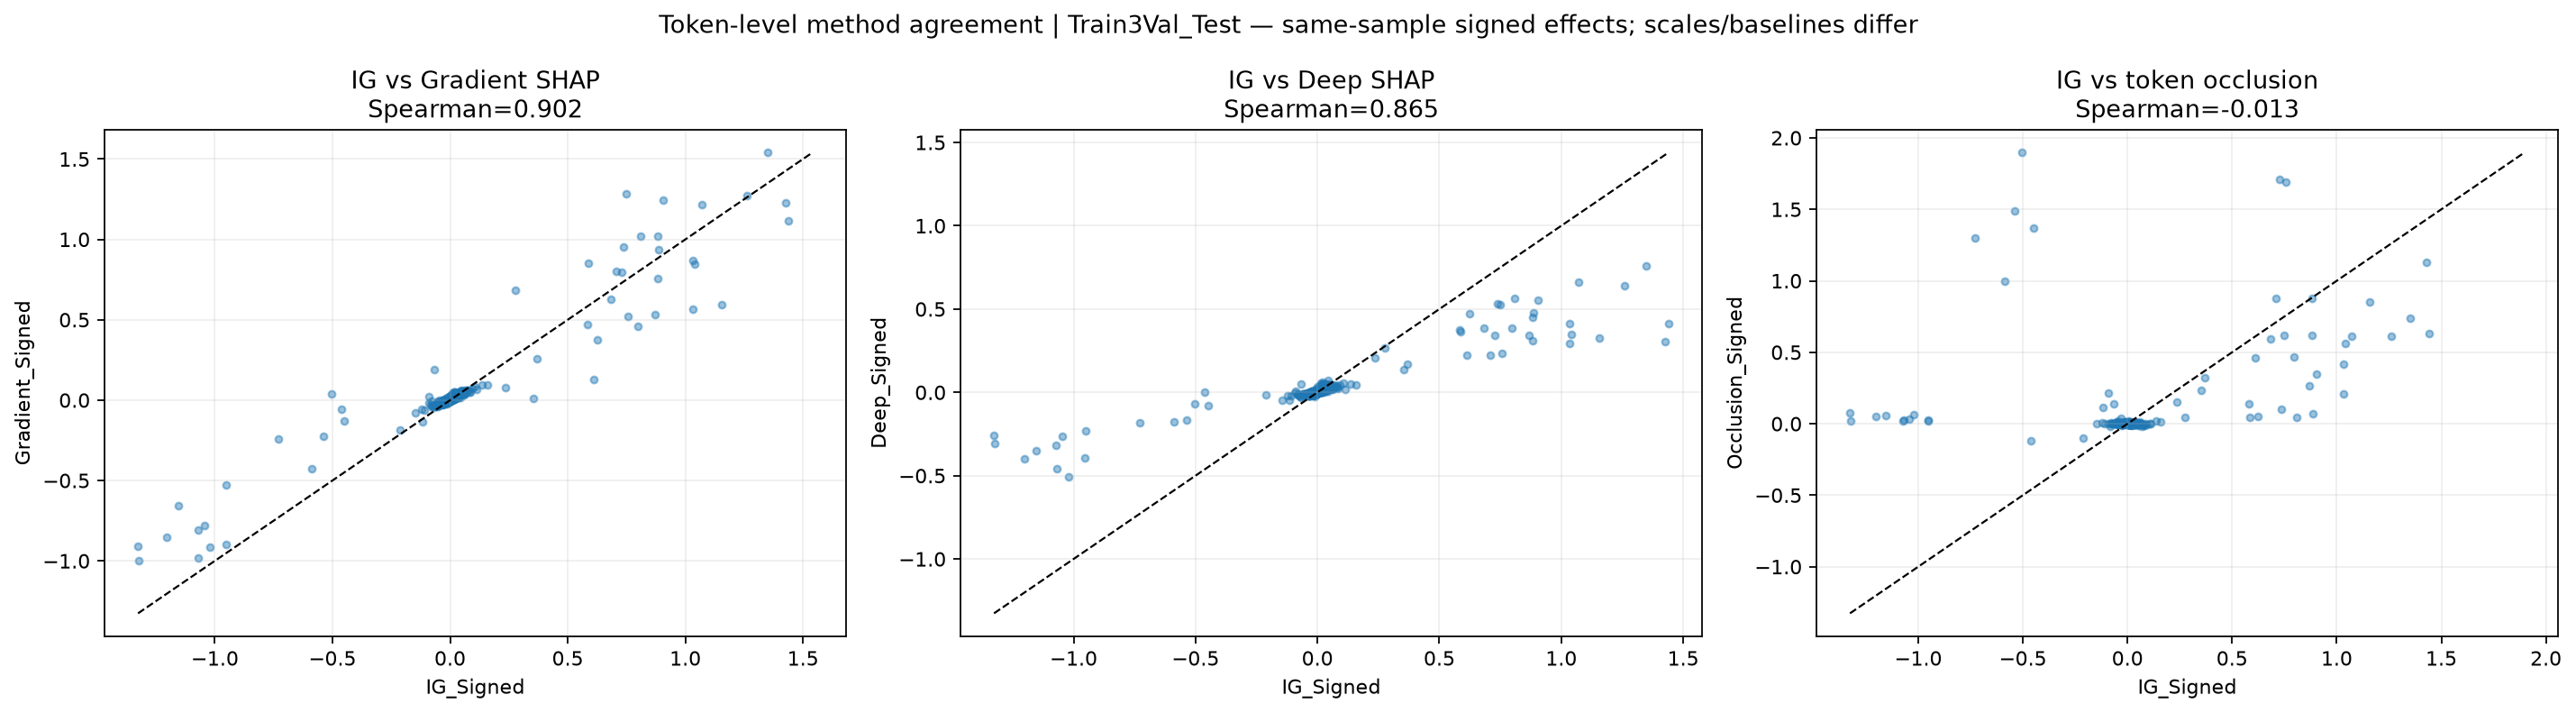 Token-level method agreement | Train3Val_Test — same-sample signed effects; scales/baselines differ
IG vs Gradient SHAP
Spearman=0.902
Gradient_Signed
1.5
1.0
0.5
0.0
−0.5
−1.0
−1.0 −0.5 0.0 0.5 1.0 1.5
IG_Signed
IG vs Deep SHAP
Spearman=0.865
Deep_Signed
1.5
1.0
0.5
0.0
−0.5
−1.0
−1.0 −0.5 0.0 0.5 1.0 1.5
IG_Signed
IG vs token occlusion
Spearman=-0.013
Occlusion_Signed
2.0
1.5
1.0
0.5
0.0
−0.5
−1.0
−1.0 −0.5 0.0 0.5 1.0 1.5 2.0
IG_Signed